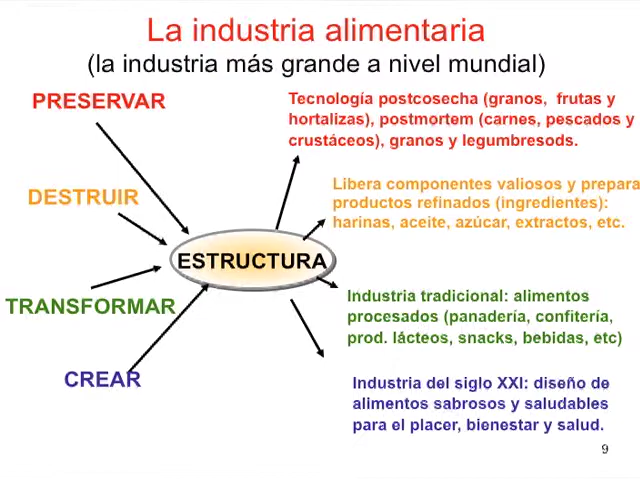 La industria alimentaria
(la industria más grande a nivel mundial)
PRESERVAR
Tecnología postcosecha (granos, frutas y
hortalizas), postmortem (carnes, pescados y
crustáceos), granos y legumbresods.
DESTRUIR
Libera componentes valiosos y prepara
productos refinados (ingredientes):
harinas, aceite, azúcar, extractos, etc.
ESTRUCTURA
TRANSFORMAR
Industria tradicional: alimentos
procesados (panadería, confitería,
prod. lácteos, snacks, bebidas, etc)
CREAR
Industria del siglo XXI: diseño de
alimentos sabrosos y saludables
para el placer, bienestar y salud.
9